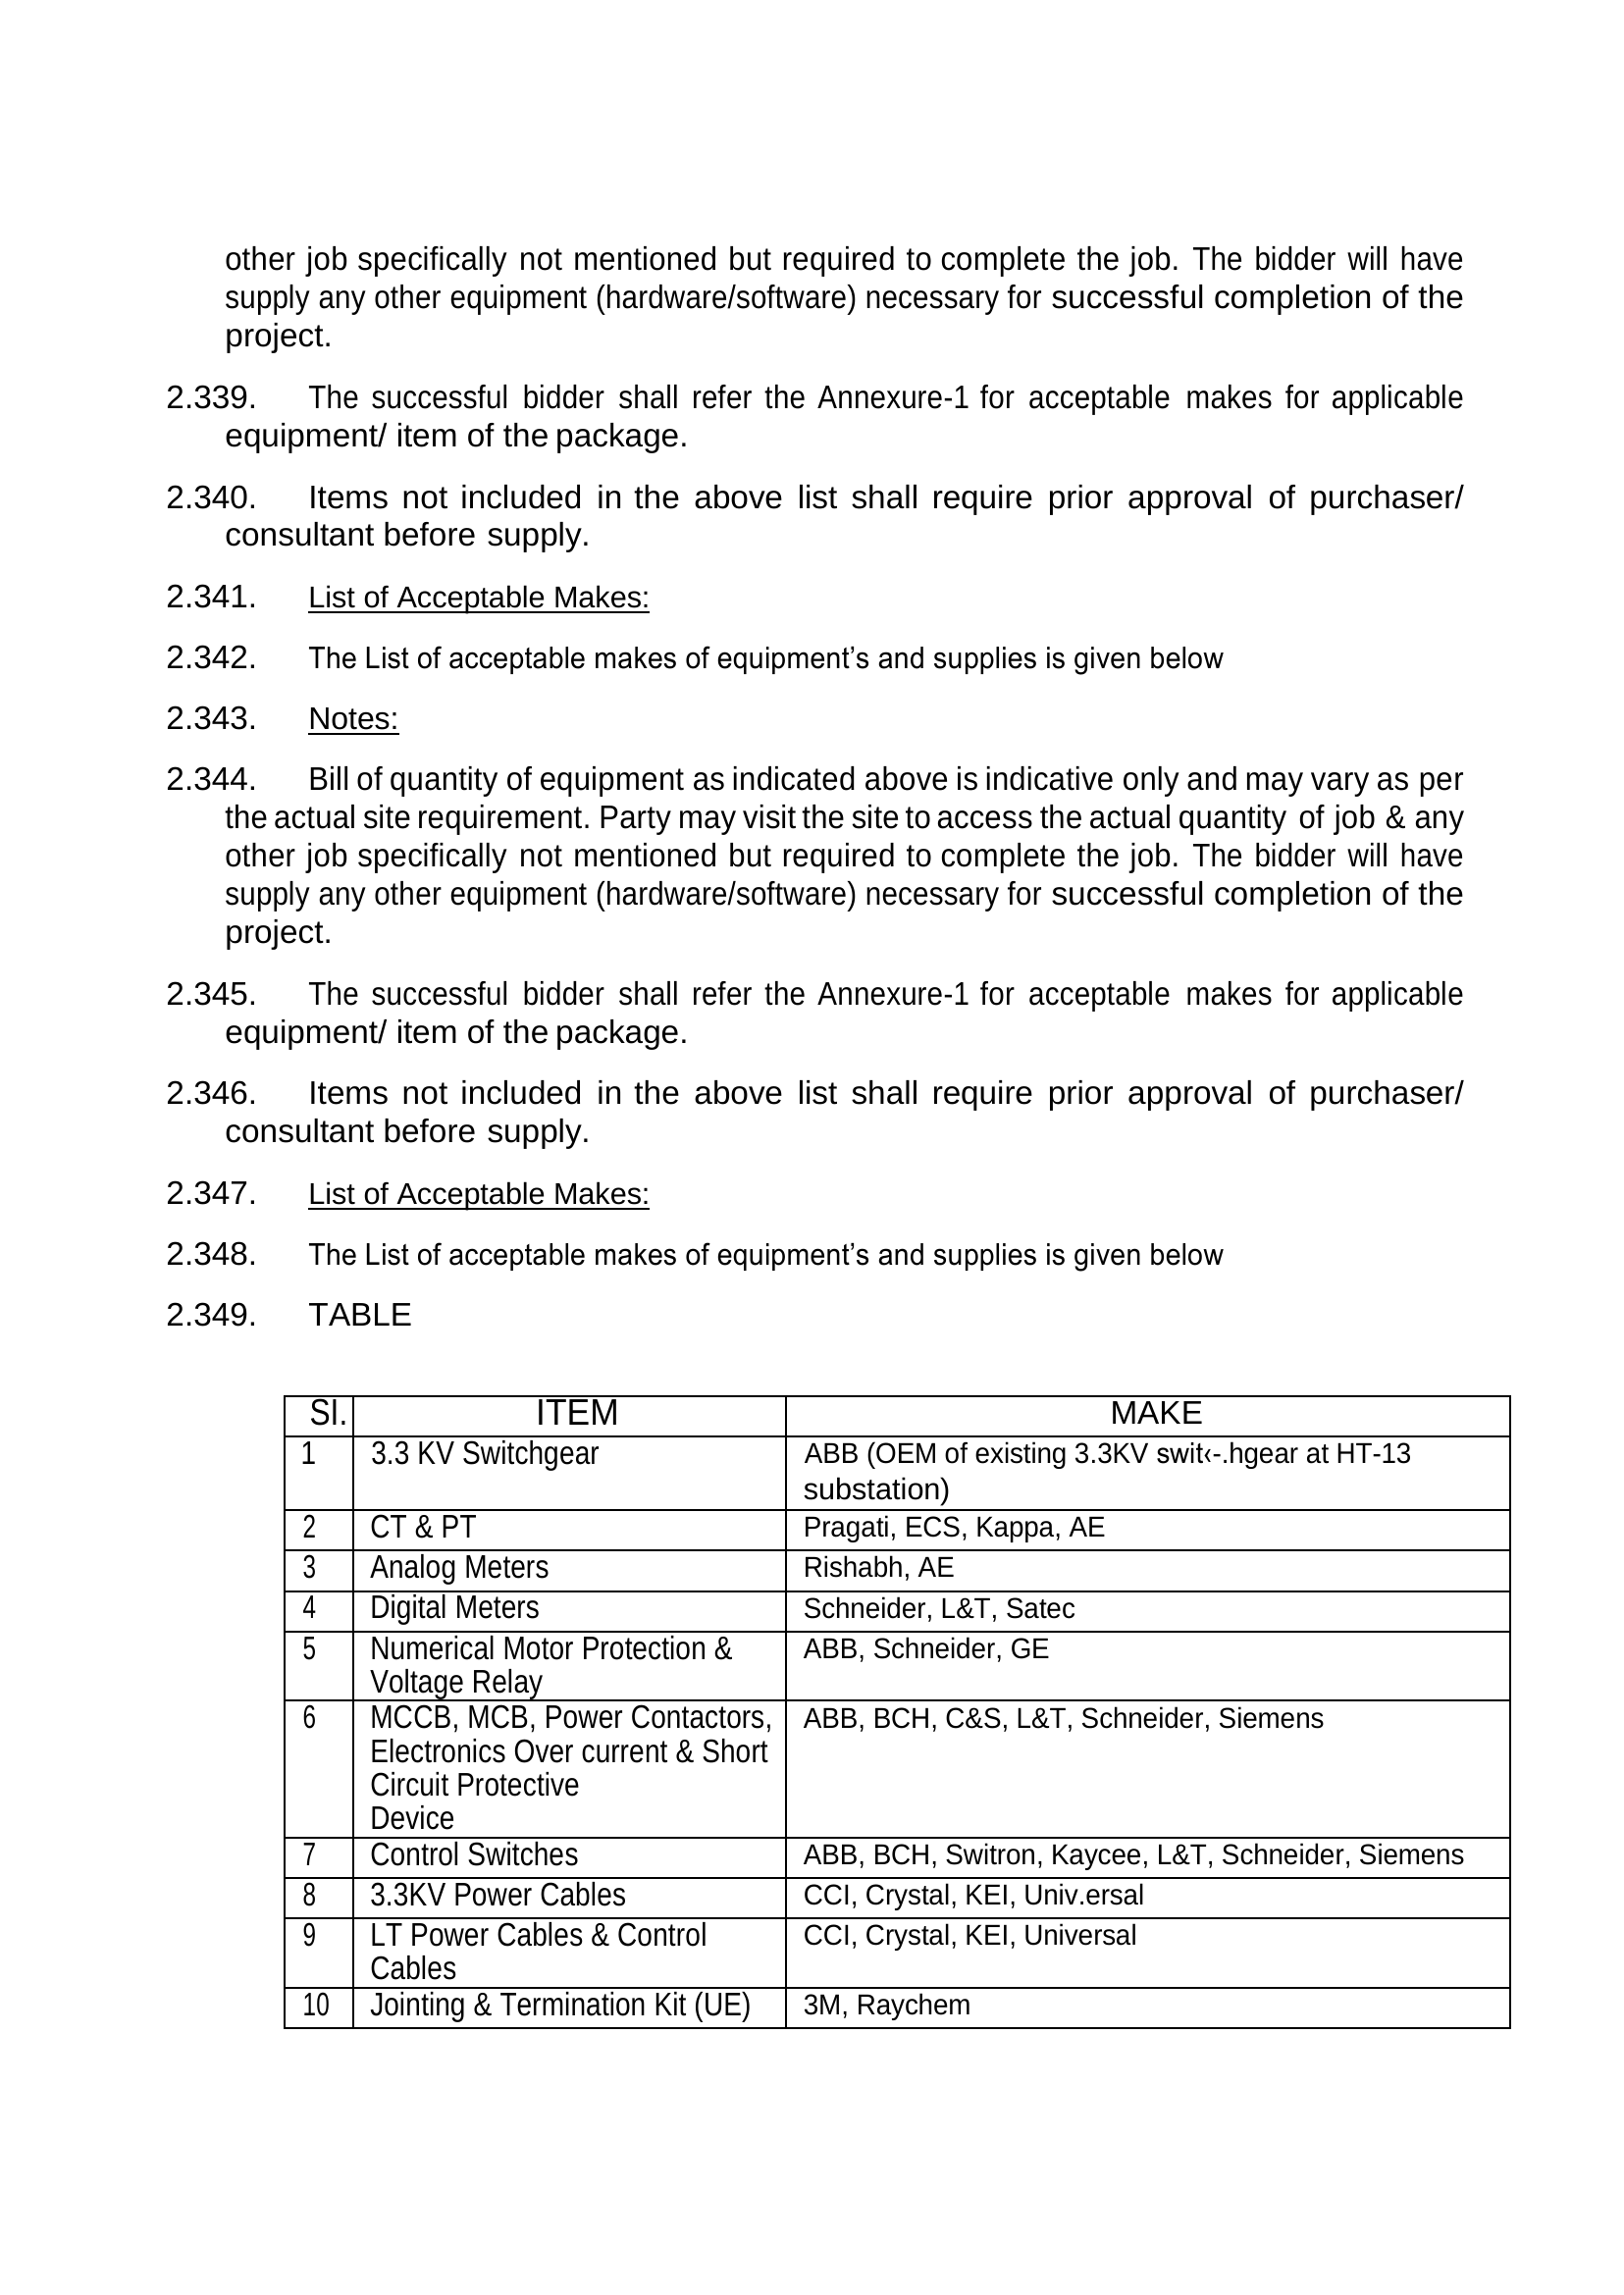 other job specifically not mentioned but required to complete the job. The bidder will have
supply any other equipment (hardware/software) necessary for successful completion of the
project.
2.339. The successful bidder shall refer the Annexure-1 for acceptable makes for applicable
equipment/ item of the package.
2.340. Items not included in the above list shall require prior approval of purchaser/
consultant before supply.
2.341. List of Acceptable Makes:
2.342. The List of acceptable makes of equipment’s and supplies is given below
2.343. Notes:
2.344. Bill of quantity of equipment as indicated above is indicative only and may vary as per
the actual site requirement. Party may visit the site to access the actual quantity of job & any
other job specifically not mentioned but required to complete the job. The bidder will have
supply any other equipment (hardware/software) necessary for successful completion of the
project.
2.345. The successful bidder shall refer the Annexure-1 for acceptable makes for applicable
equipment/ item of the package.
2.346. Items not included in the above list shall require prior approval of purchaser/
consultant before supply.
2.347. List of Acceptable Makes:
2.348. The List of acceptable makes of equipment’s and supplies is given below
2.349. TABLE
SI. ITEM MAKE
1 3.3 KV Switchgear ABB (OEM of existing 3.3KV swit‹-.hgear at HT-13
substation)
2 CT & PT Pragati, ECS, Kappa, AE
3 Analog Meters Rishabh, AE
4 Digital Meters Schneider, L&T, Satec
5 Numerical Motor Protection & ABB, Schneider, GE
Voltage Relay
6 MCCB, MCB, Power Contactors, ABB, BCH, C&S, L&T, Schneider, Siemens
Electronics Over current & Short
Circuit Protective
Device
7 Control Switches ABB, BCH, Switron, Kaycee, L&T, Schneider, Siemens
8 3.3KV Power Cables CCI, Crystal, KEI, Univ.ersal
9 LT Power Cables & Control CCI, Crystal, KEI, Universal
Cables
10 Jointing & Termination Kit (UE) 3M, Raychem